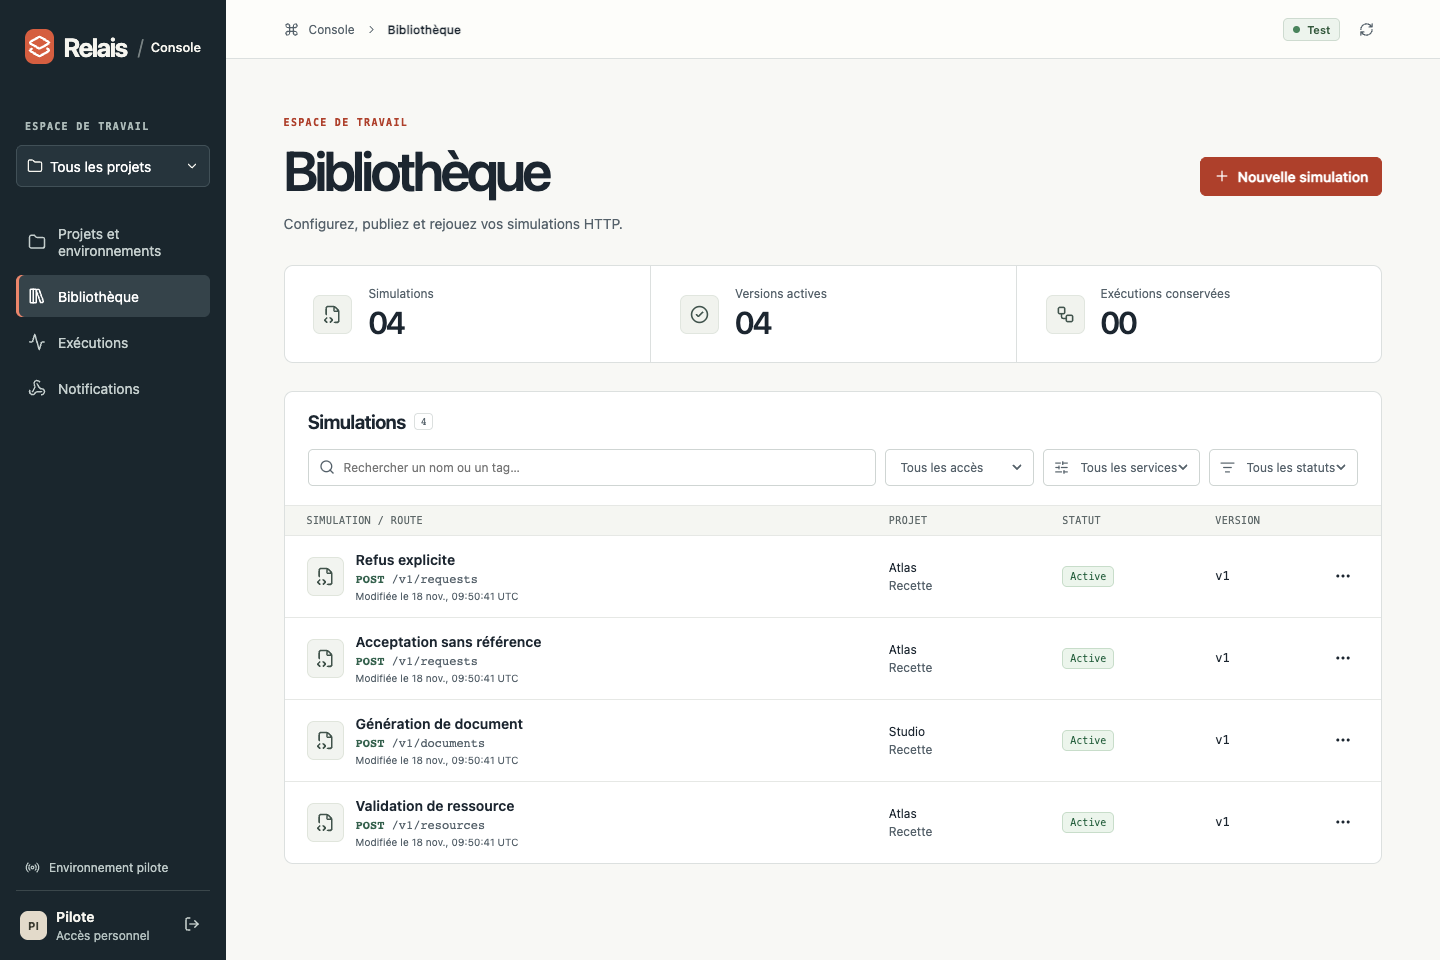 Relais / Console
ESPACE DE TRAVAIL
Tous les projets
Projets et
environnements
Bibliothèque
Exécutions
Notifications
Environnement pilote
PI
Pilote
Accès personnel
Console > Bibliothèque
Test
ESPACE DE TRAVAIL
Bibliothèque
Configurez, publiez et rejouez vos simulations HTTP.
+ Nouvelle simulation
Simulations
04
Versions actives
04
Exécutions conservées
00
Simulations 4
Rechercher un nom ou un tag...
Tous les accès
Tous les services
Tous les statuts
SIMULATION / ROUTE PROJET STATUT VERSION
Refus explicite
POST /v1/requests
Modifiée le 18 nov., 09:50:41 UTC
Atlas
Recette
Active
v1
Acceptation sans référence
POST /v1/requests
Modifiée le 18 nov., 09:50:41 UTC
Atlas
Recette
Active
v1
Génération de document
POST /v1/documents
Modifiée le 18 nov., 09:50:41 UTC
Studio
Recette
Active
v1
Validation de ressource
POST /v1/resources
Modifiée le 18 nov., 09:50:41 UTC
Atlas
Recette
Active
v1